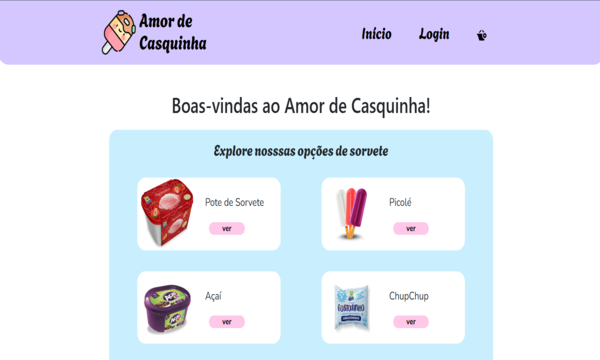 Amor de
Casquinha
Início Login
Boas-vindas ao Amor de Casquinha!
Explore nosssas opções de sorvete
Pote de Sorvete
ver
Picolé
ver
Açaí
ver
ChupChup
ver